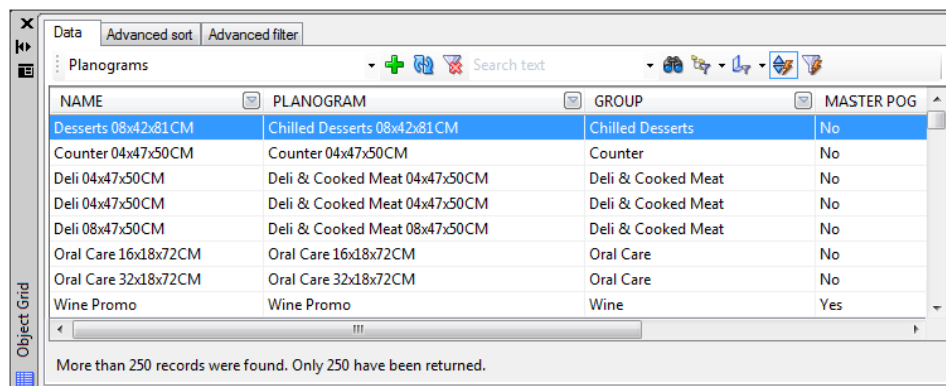 Data Advanced sort Advanced filter
Planograms Search text
NAME PLANOGRAM GROUP MASTER POG
Desserts 08x42x81CM Chilled Desserts 08x42x81CM Chilled Desserts No
Counter 04x47x50CM Counter 04x47x50CM Counter No
Deli 04x47x50CM Deli & Cooked Meat 04x47x50CM Deli & Cooked Meat No
Deli 04x47x50CM Deli & Cooked Meat 04x47x50CM Deli & Cooked Meat No
Deli 08x47x50CM Deli & Cooked Meat 08x47x50CM Deli & Cooked Meat No
Oral Care 16x18x72CM Oral Care 16x18x72CM Oral Care No
Oral Care 32x18x72CM Oral Care 32x18x72CM Oral Care No
Wine Promo Wine Promo Wine Yes
More than 250 records were found. Only 250 have been returned.
Object Grid